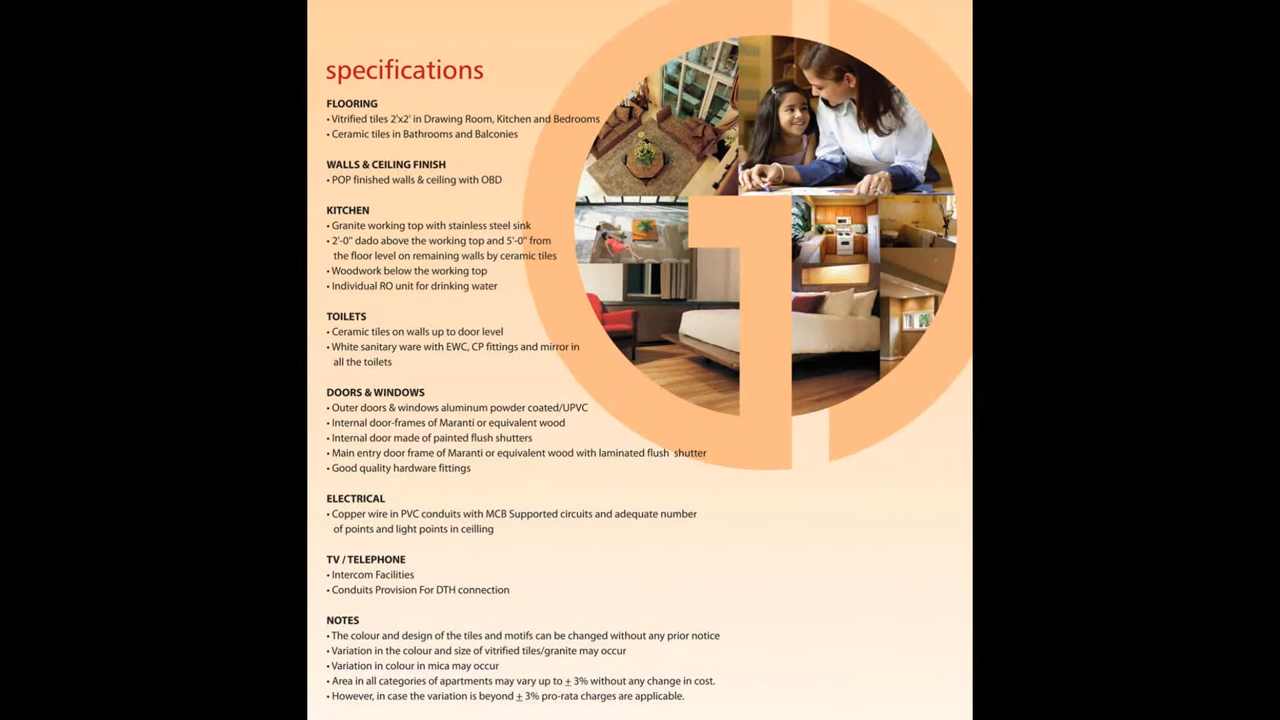 specifications
FLOORING
• Vitrified tiles 2'x2' in Drawing Room, Kitchen and Bedrooms
• Ceramic tiles in Bathrooms and Balconies
WALLS & CEILING FINISH
• POP finished walls & ceiling with OBD
KITCHEN
• Granite working top with stainless steel sink
• 2'-0" dado above the working top and 5'-0" from
the floor level on remaining walls by ceramic tiles
• Woodwork below the working top
• Individual RO unit for drinking water
TOILETS
• Ceramic tiles on walls up to door level
• White sanitary ware with EWC, CP fittings and mirror in
all the toilets
DOORS & WINDOWS
• Outer doors & windows aluminum powder coated/UPVC
• Internal door-frames of Maranti or equivalent wood
• Internal door made of painted flush shutters
• Main entry door frame of Maranti or equivalent wood with laminated flush shutter
• Good quality hardware fittings
ELECTRICAL
• Copper wire in PVC conduits with MCB Supported circuits and adequate number
of points and light points in ceilling
TV / TELEPHONE
• Intercom Facilities
• Conduits Provision For DTH connection
NOTES
• The colour and design of the tiles and motifs can be changed without any prior notice
• Variation in the colour and size of vitrified tiles/granite may occur
• Variation in colour in mica may occur
• Area in all categories of apartments may vary up to ± 3% without any change in cost.
• However, in case the variation is beyond ± 3% pro-rata charges are applicable.